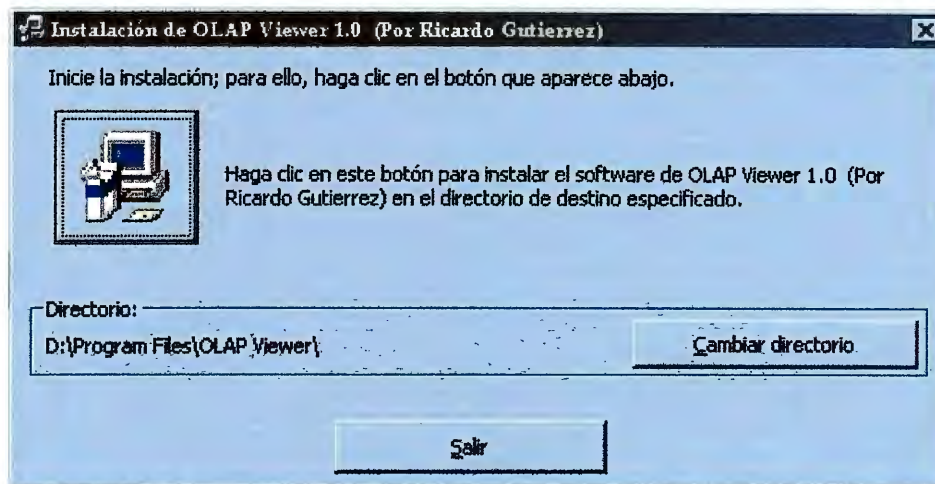 Instalación de OLAP Viewer 1.0 (Por Ricardo Gutierrez)
Inicie la instalación; para ello, haga clic en el botón que aparece abajo.
Haga clic en este botón para instalar el software de OLAP Viewer 1.0 (Por
Ricardo Gutierrez) en el directorio de destino especificado.
Directorio:
D:\Program Files\OLAP Viewer\
Cambiar directorio
Salir